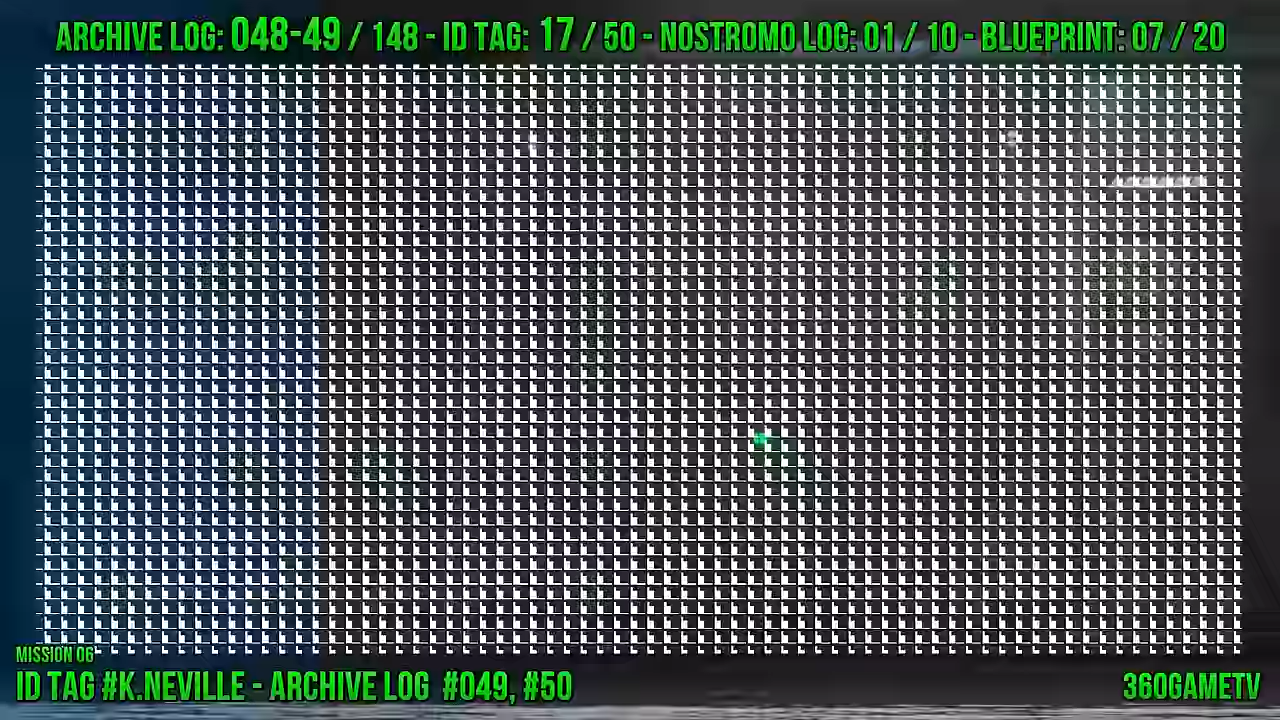 ARCHIVE LOG: 048-49 / 148 - ID TAG: 17 / 50 - NOSTROMO LOG: 01 / 10 - BLUEPRINT: 07 / 20
MISSION 06
ID TAG #K.NEVILLE - ARCHIVE LOG #049, #50
360GAMETV